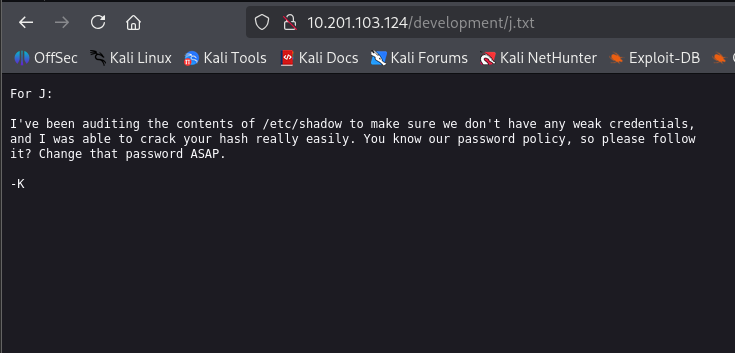 10.201.103.124/development/j.txt
OffSec Kali Linux Kali Tools Kali Docs Kali Forums Kali NetHunter Exploit-DB
For J:
I've been auditing the contents of /etc/shadow to make sure we don't have any weak credentials,
and I was able to crack your hash really easily. You know our password policy, so please follow
it? Change that password ASAP.
-K